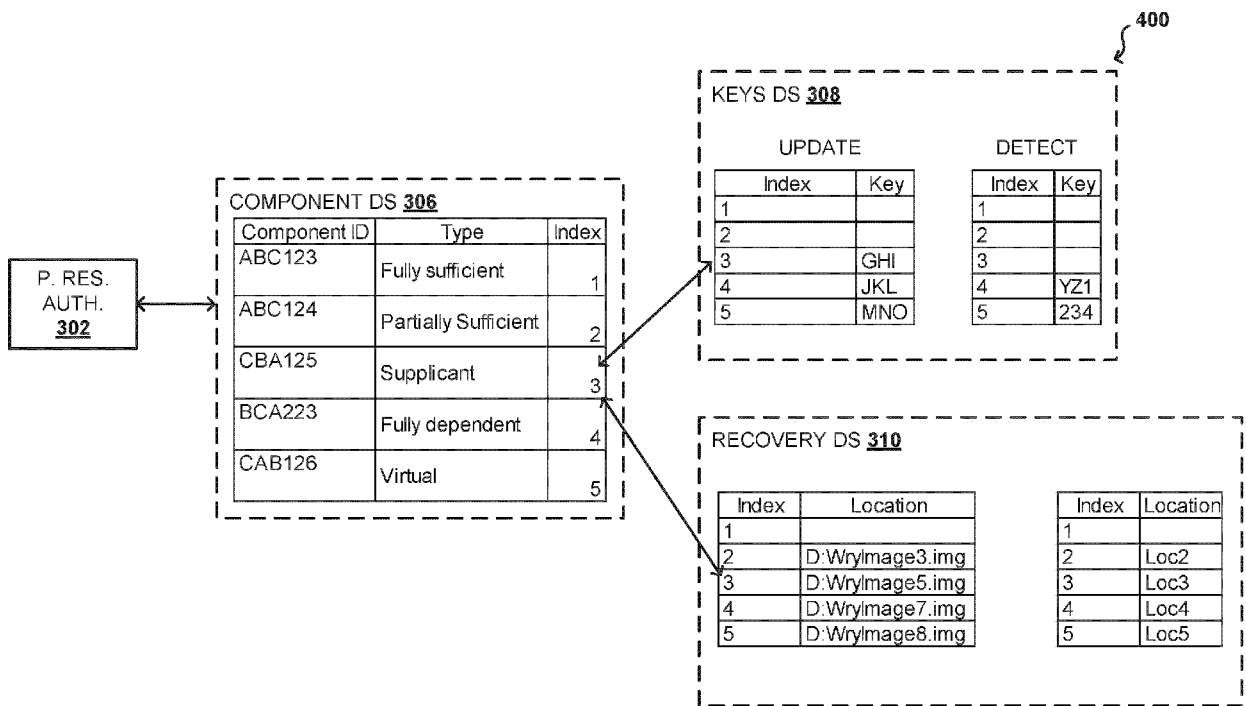 400
P. RES.
AUTH.
302
COMPONENT DS 306
Component ID Type Index
ABC123 Fully sufficient 1
ABC124 Partially Sufficient 2
CBA125 Supplicant 3
BCA223 Fully dependent 4
CAB126 Virtual 5
KEYS DS 308
UPDATE
Index Key
1
2
3 GHI
4 JKL
5 MNO
DETECT
Index Key
1
2
3
4 YZ1
5 234
RECOVERY DS 310
Index Location
1
2 D:WryImage3.img
3 D:WryImage5.img
4 D:WryImage7.img
5 D:WryImage8.img
Index Location
1
2 Loc2
3 Loc3
4 Loc4
5 Loc5